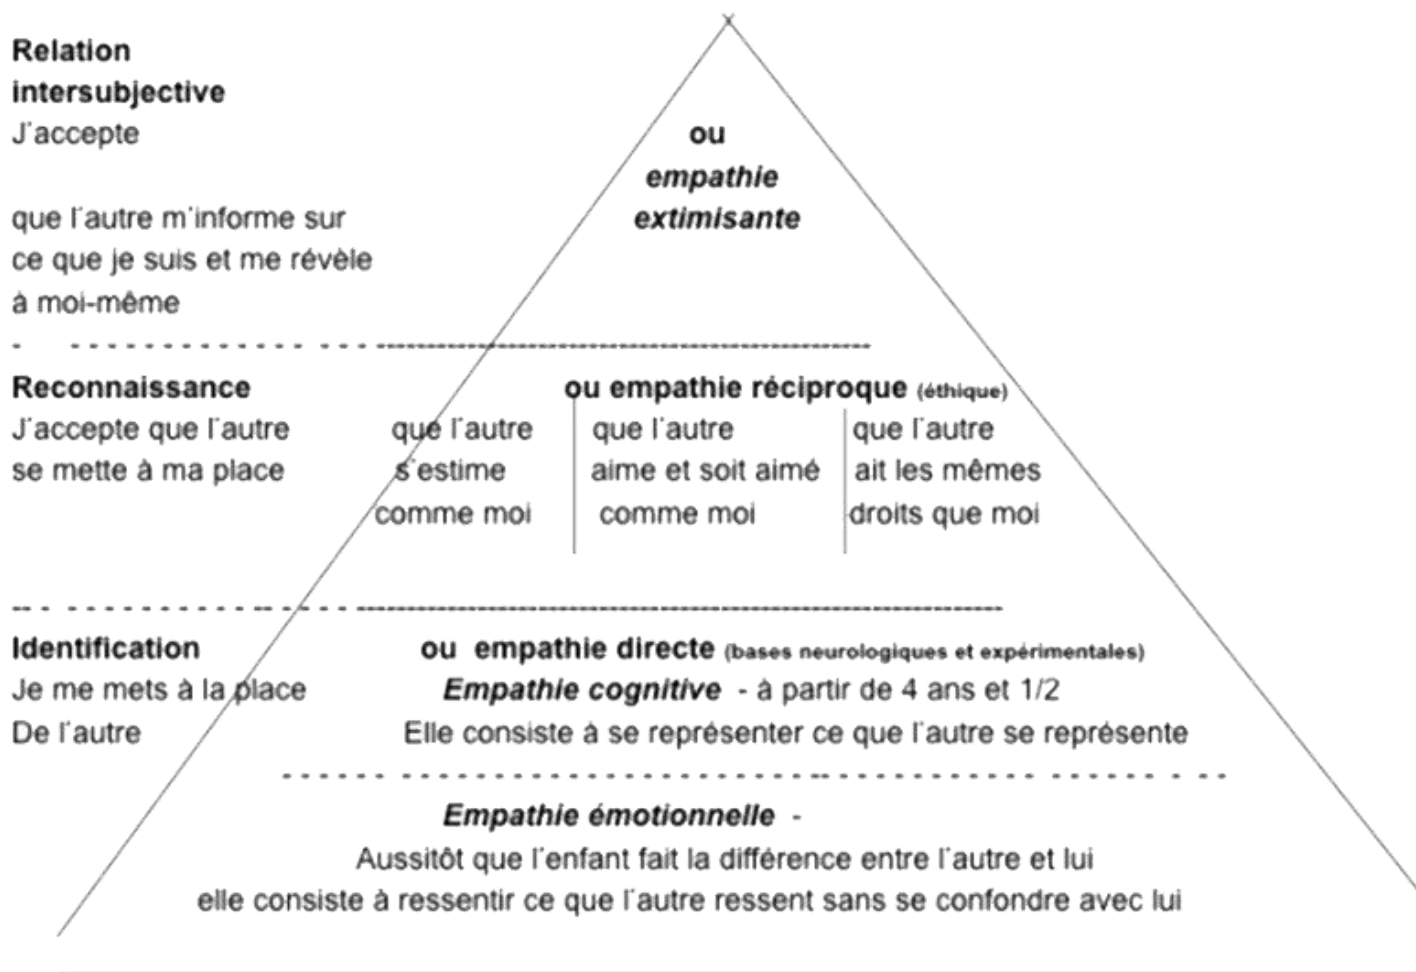 Relation
intersubjective
J'accepte
ou
empathie
extimisante
que l'autre m'informe sur
ce que je suis et me révèle
à moi-même
Reconnaissance
ou empathie réciproque (éthique)
J'accepte que l'autre
se mette à ma place
que l'autre
s'estime
comme moi
que l'autre
aime et soit aimé
comme moi
que l'autre
ait les mêmes
droits que moi
Identification
ou empathie directe (bases neurologiques et expérimentales)
Je me mets à la place
De l'autre
Empathie cognitive - à partir de 4 ans et 1/2
Elle consiste à se représenter ce que l'autre se représente
Empathie émotionnelle -
Aussitôt que l'enfant fait la différence entre l'autre et lui
elle consiste à ressentir ce que l'autre ressent sans se confondre avec lui